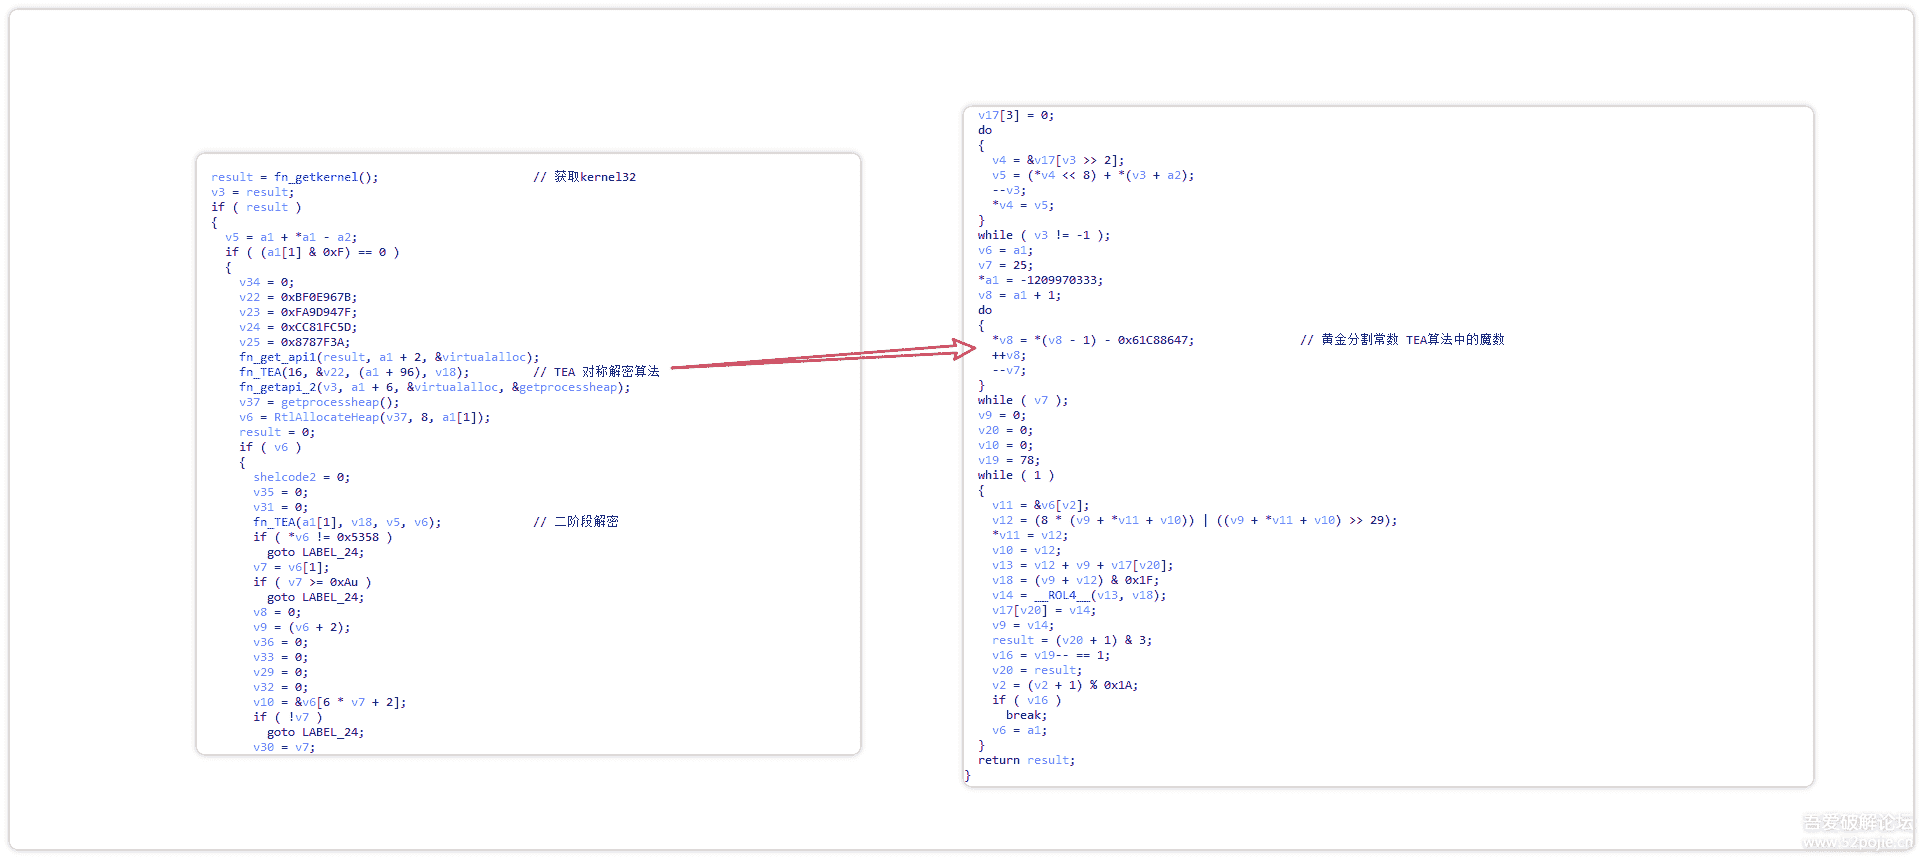 result = fn_getkernel(); // 获取kernel32
v3 = result;
if ( result )
{
v5 = a1 + *a1 - a2;
if ( (a1[1] & 0xF) == 0 )
{
v34 = 0;
v22 = 0xBF0E967B;
v23 = 0xFA9D947F;
v24 = 0xCC81FC5D;
v25 = 0x8787F3A;
fn_get_api1(result, a1 + 2, &virtualalloc);
fn_TEA(16, &v22, (a1 + 96), v18); // TEA 对称解密算法
fn_getapi_2(v3, a1 + 6, &virtualalloc, &getprocessheap);
v37 = getprocessheap();
v6 = RtlAllocateHeap(v37, 8, a1[1]);
result = 0;
if ( v6 )
{
shelcode2 = 0;
v35 = 0;
v31 = 0;
fn_TEA(a1[1], v18, v5, v6); // 二阶段解密
if ( *v6 != 0x5358 )
goto LABEL_24;
v7 = v6[1];
if ( v7 >= 0xAu )
goto LABEL_24;
v8 = 0;
v9 = (v6 + 2);
v36 = 0;
v33 = 0;
v29 = 0;
v32 = 0;
v10 = &v6[6 * v7 + 2];
if ( !v7 )
goto LABEL_24;
v30 = v7;
v17[3] = 0;
do
{
v4 = &v17[v3 >> 2];
v5 = (*v4 << 8) + *(v3 + a2);
--v3;
*v4 = v5;
}
while ( v3 != -1 );
v6 = a1;
v7 = 25;
*a1 = -1209970333;
v8 = a1 + 1;
do
{
*v8 = *(v8 - 1) - 0x61C88647; // 黄金分割常数 TEA算法中的魔数
++v8;
--v7;
}
while ( v7 );
v9 = 0;
v20 = 0;
v10 = 0;
v19 = 78;
while ( 1 )
{
v11 = &v6[v2];
v12 = (8 * (v9 + *v11 + v10)) | ((v9 + *v11 + v10) >> 29);
*v11 = v12;
v10 = v12;
v13 = v12 + v9 + v17[v20];
v18 = (v9 + v12) & 0x1F;
v14 = __ROL4__(v13, v18);
v17[v20] = v14;
v9 = v14;
result = (v20 + 1) & 3;
v16 = v19-- == 1;
v20 = result;
v2 = (v2 + 1) % 0x1A;
if ( v16 )
break;
v6 = a1;
}
return result;
}
吾爱破解论坛
www.52pojie.cn